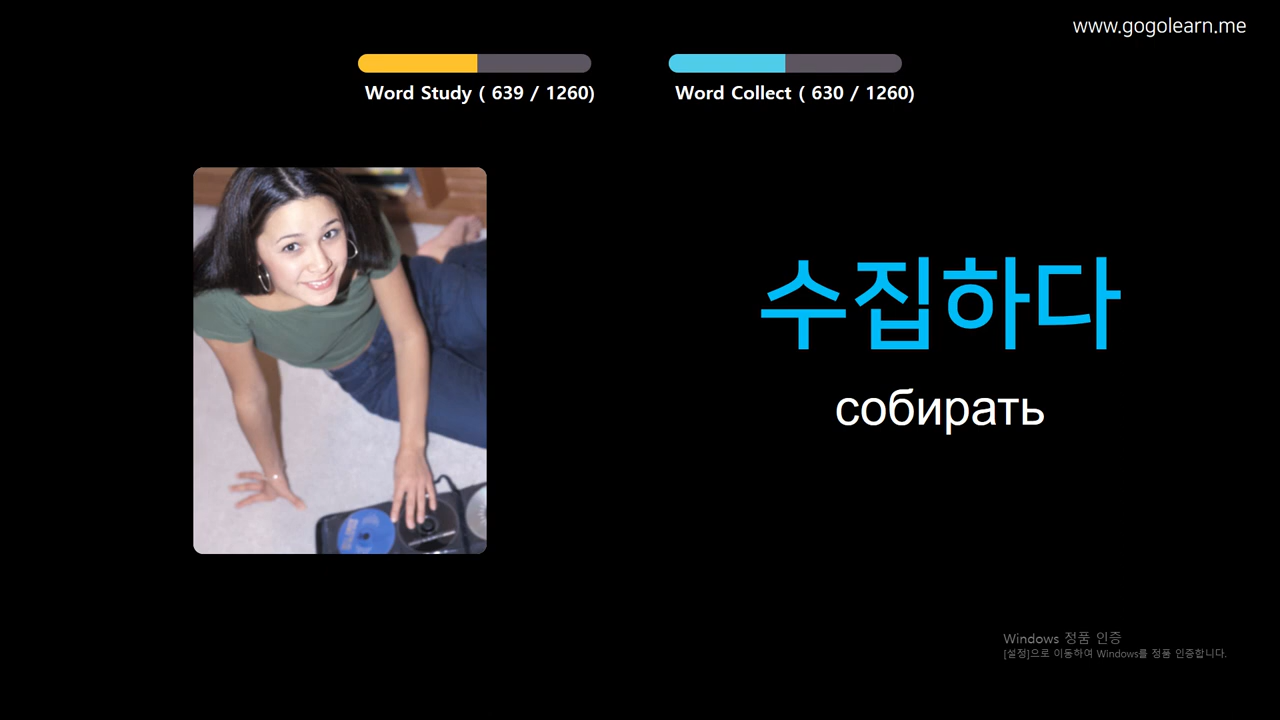 www.gogolearn.me
Word Study ( 639 / 1260)
Word Collect ( 630 / 1260)
수집하다
собирать
Windows 정품 인증
[설정]으로 이동하여 Windows를 정품 인증합니다.